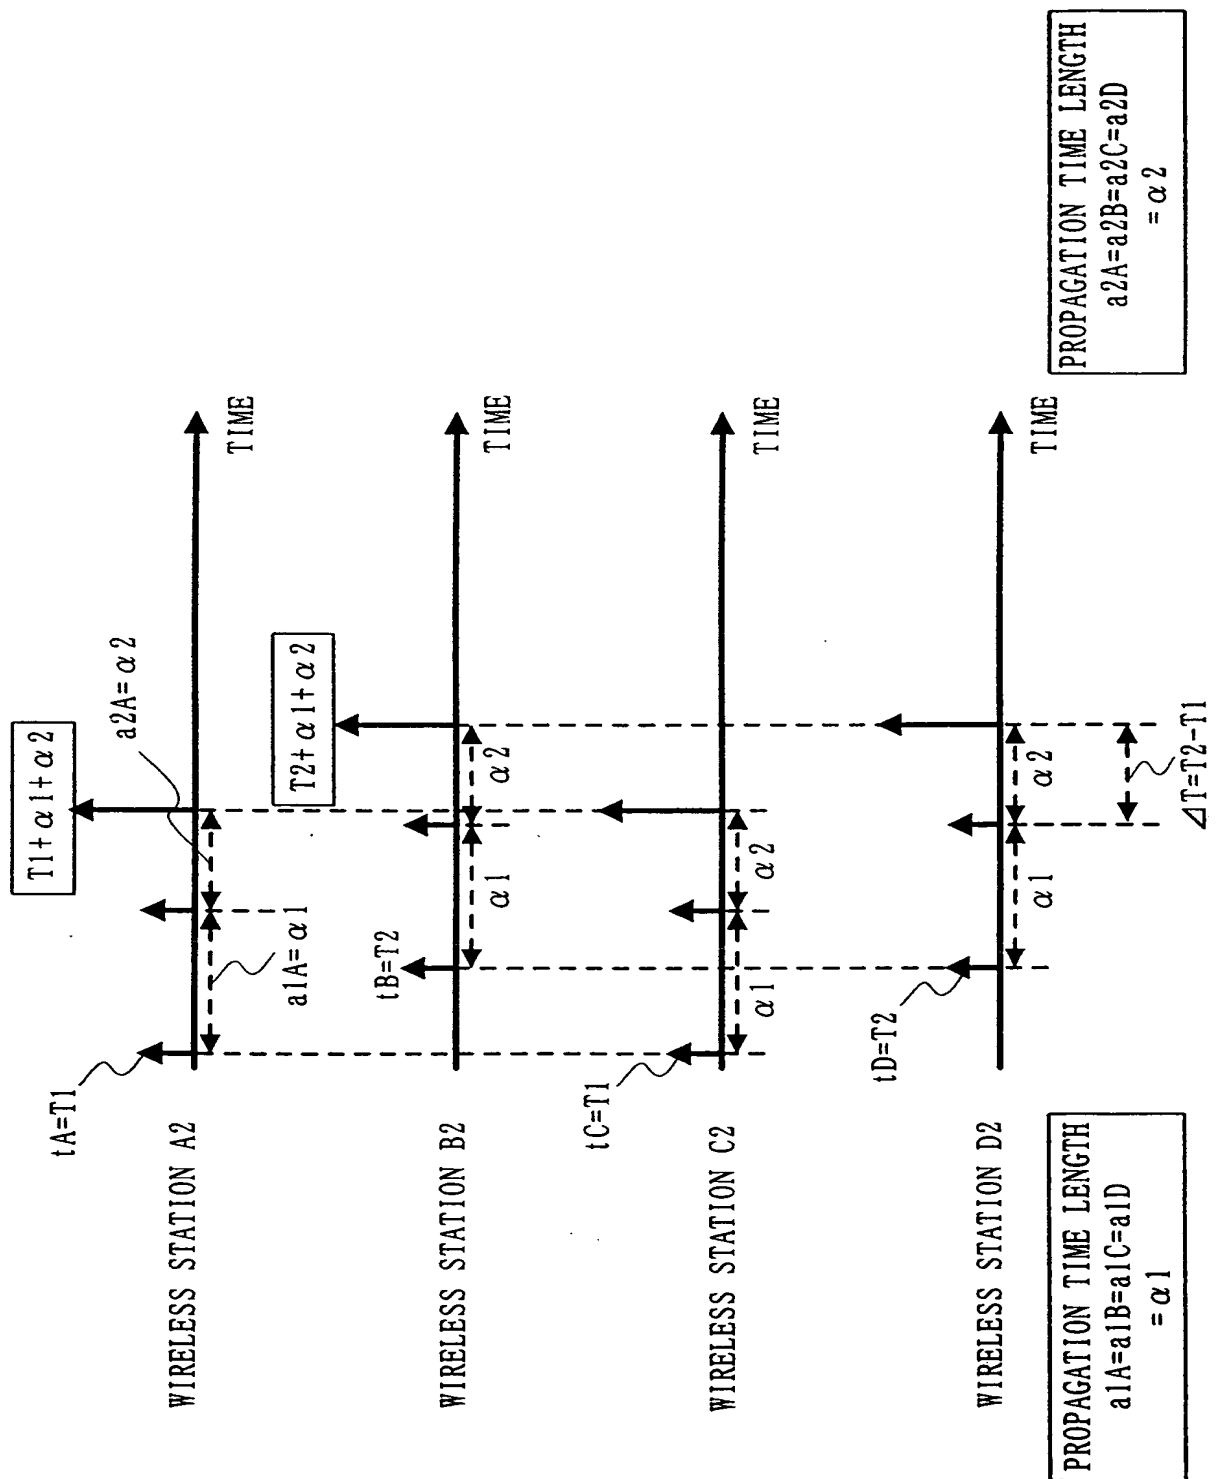 tA=T1
T1+α1+α2
a2A=α2
a1A=α1
WIRELESS STATION A2
TIME
tB=T2
T2+α1+α2
α1
α2
WIRELESS STATION B2
TIME
tC=T1
α1
α2
WIRELESS STATION C2
TIME
tD=T2
α1
α2
WIRELESS STATION D2
TIME
ΔT=T2-T1
PROPAGATION TIME LENGTH
a1A=a1B=a1C=a1D
=α1
PROPAGATION TIME LENGTH
a2A=a2B=a2C=a2D
=α2